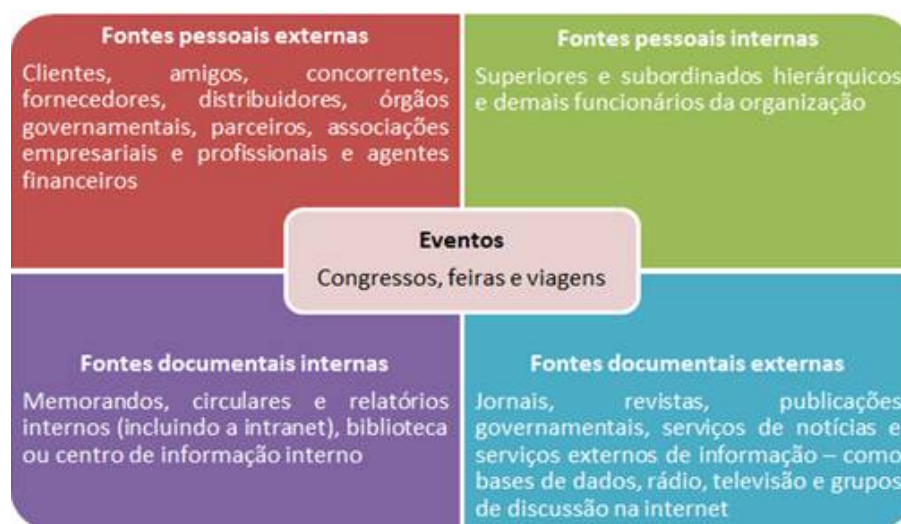 Fontes pessoais externas
Clientes, amigos, concorrentes,
fornecedores, distribuidores, órgãos
governamentais, parceiros, associações
empresariais e profissionais e agentes
financeiros
Fontes pessoais internas
Superiores e subordinados hierárquicos
e demais funcionários da organização
Eventos
Congressos, feiras e viagens
Fontes documentais internas
Memorandos, circulares e relatórios
internos (incluindo a intranet), biblioteca
ou centro de informação interno
Fontes documentais externas
Jornais, revistas, publicações
governamentais, serviços de notícias e
serviços externos de informação – como
bases de dados, rádio, televisão e grupos
de discussão na internet